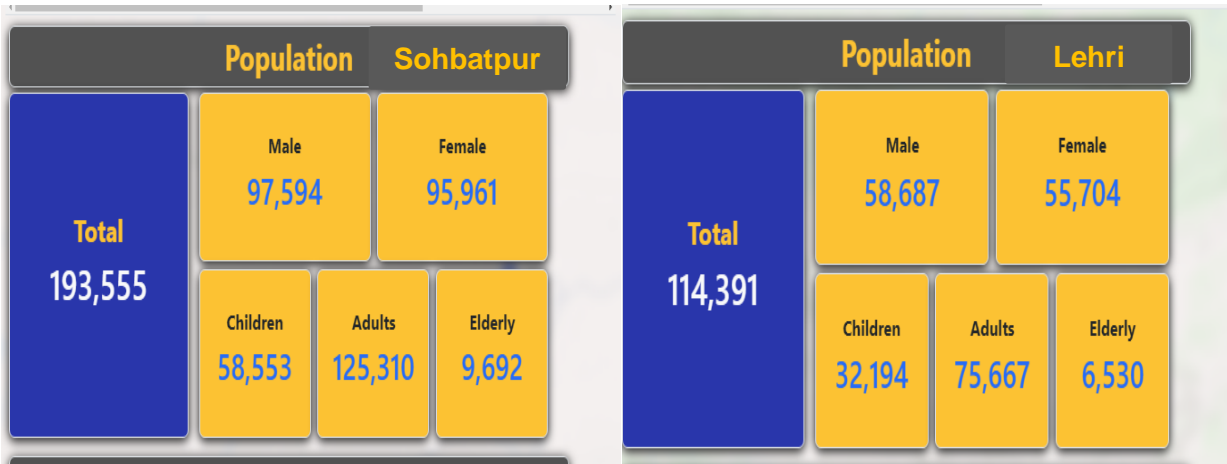 Population Sohbatpur
Total
193,555
Male
97,594
Female
95,961
Children
58,553
Adults
125,310
Elderly
9,692
Population Lehri
Total
114,391
Male
58,687
Female
55,704
Children
32,194
Adults
75,667
Elderly
6,530